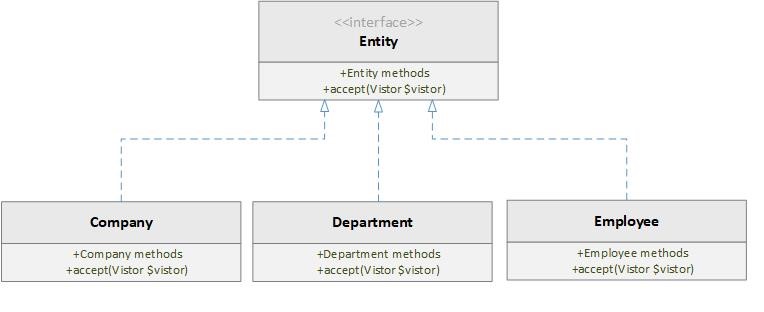 <<interface>>
Entity
+Entity methods
+accept(Vistor $vistor)
Company
+Company methods
+accept(Vistor $vistor)
Department
+Department methods
+accept(Vistor $vistor)
Employee
+Employee methods
+accept(Vistor $vistor)